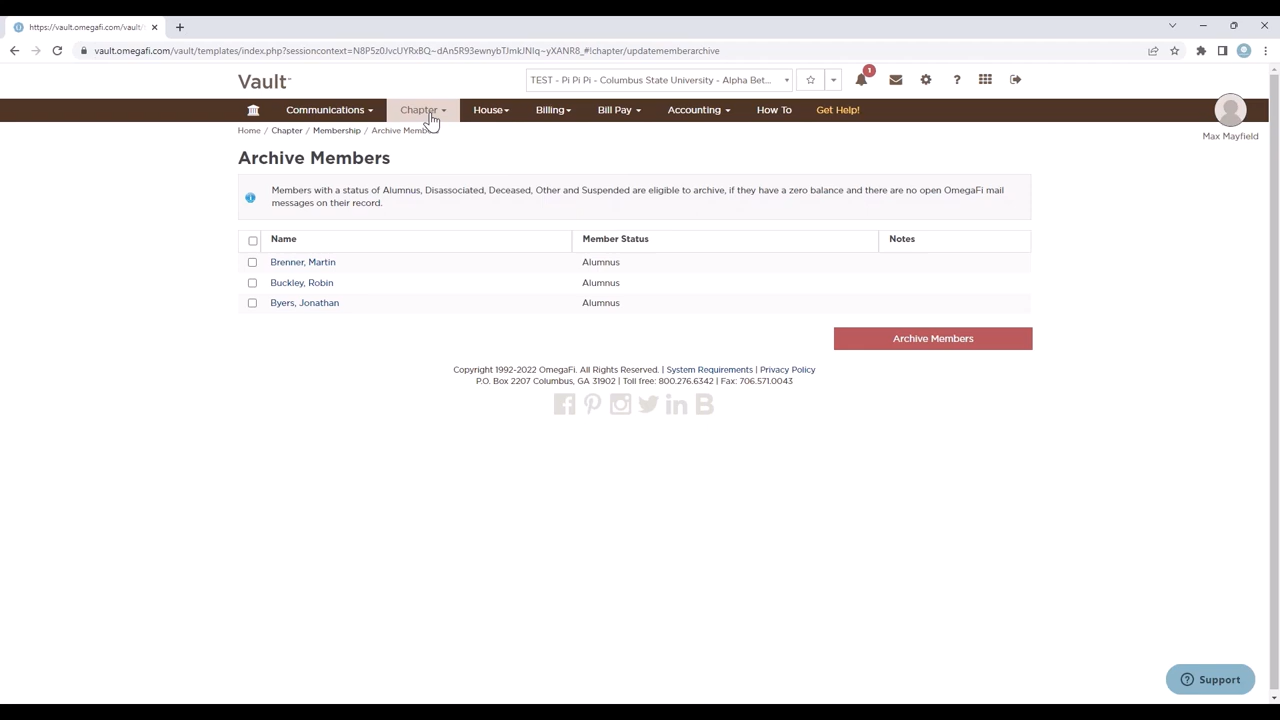 https://vault.omegafi.com/vault/
vault.omegafi.com/vault/templates/index.php?sessioncontext=N8P5z0JvcUYRxBQ~dAn5R93ewnybTJmkJNIq~yXANR8_#!chapter/updatememberarchive
Vault
TEST - Pi Pi Pi - Columbus State University - Alpha Bet...
1
Communications Chapter House Billing Bill Pay Accounting How To Get Help!
Home / Chapter / Membership / Archive Memb
Max Mayfield
Archive Members
Members with a status of Alumnus, Disassociated, Deceased, Other and Suspended are eligible to archive, if they have a zero balance and there are no open OmegaFi mail
messages on their record.
Name Member Status Notes
Brenner, Martin Alumnus
Buckley, Robin Alumnus
Byers, Jonathan Alumnus
Archive Members
Copyright 1992-2022 OmegaFi. All Rights Reserved. | System Requirements | Privacy Policy
P.O. Box 2207 Columbus, GA 31902 | Toll free: 800.276.6342 | Fax: 706.571.0043
Support